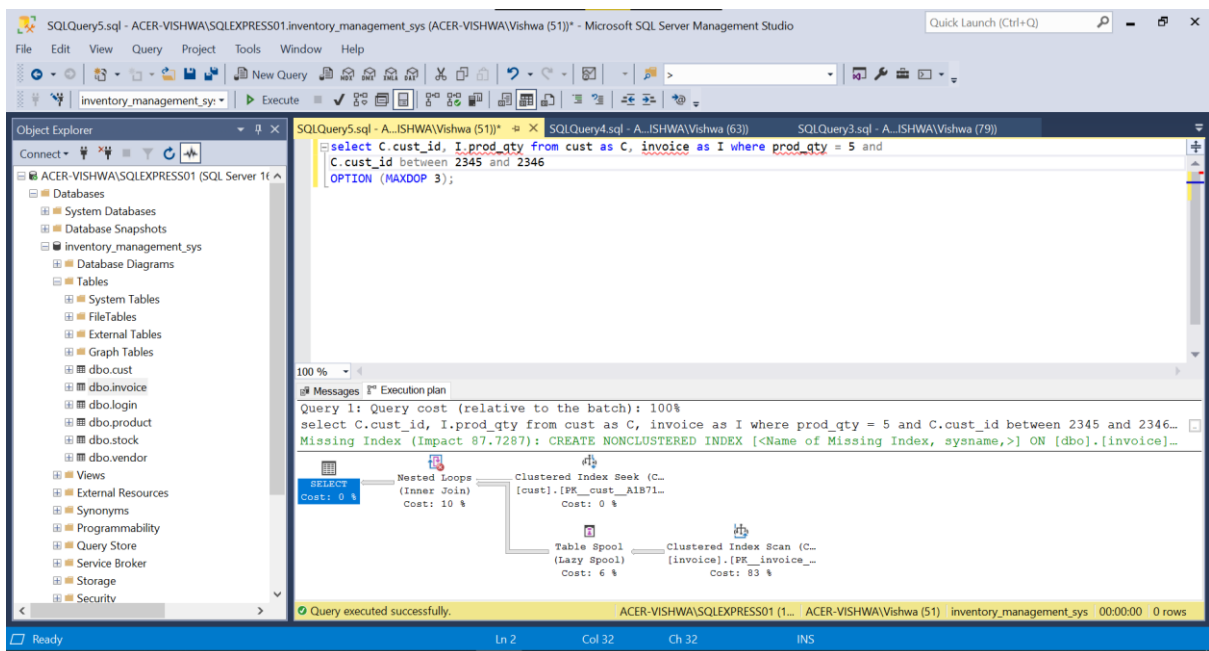 SQLQuery5.sql - ACER-VISHWA\SQLEXPRESS01.inventory_management_sys (ACER-VISHWA\Vishwa (51))* - Microsoft SQL Server Management Studio
Quick Launch (Ctrl+Q)
File Edit View Query Project Tools Window Help
New Query MDX DMX XMLA DAX >
inventory_management_sy: Execute
Object Explorer
SQLQuery5.sql - A...ISHWA\Vishwa (51))* SQLQuery4.sql - A...ISHWA\Vishwa (63)) SQLQuery3.sql - A...ISHWA\Vishwa (79))
Connect
ACER-VISHWA\SQLEXPRESS01 (SQL Server 16
Databases
System Databases
Database Snapshots
inventory_management_sys
Database Diagrams
Tables
System Tables
FileTables
External Tables
Graph Tables
dbo.cust
dbo.invoice
dbo.login
dbo.product
dbo.stock
dbo.vendor
Views
External Resources
Synonyms
Programmability
Query Store
Service Broker
Storage
Security
select C.cust_id, I.prod_qty from cust as C, invoice as I where prod_qty = 5 and
C.cust_id between 2345 and 2346
OPTION (MAXDOP 3);
100 %
Messages Execution plan
Query 1: Query cost (relative to the batch): 100%
select C.cust_id, I.prod_qty from cust as C, invoice as I where prod_qty = 5 and C.cust_id between 2345 and 2346…
Missing Index (Impact 87.7287): CREATE NONCLUSTERED INDEX [<Name of Missing Index, sysname,>] ON [dbo].[invoice]…
SELECT
Cost: 0 %
Nested Loops
(Inner Join)
Cost: 10 %
Clustered Index Seek (C…
[cust].[PK__cust__A1B71…
Cost: 0 %
Table Spool
(Lazy Spool)
Cost: 6 %
Clustered Index Scan (C…
[invoice].[PK__invoice_…
Cost: 83 %
Query executed successfully. ACER-VISHWA\SQLEXPRESS01 (1... ACER-VISHWA\Vishwa (51) inventory_management_sys 00:00:00 0 rows
Ready Ln 2 Col 32 Ch 32 INS